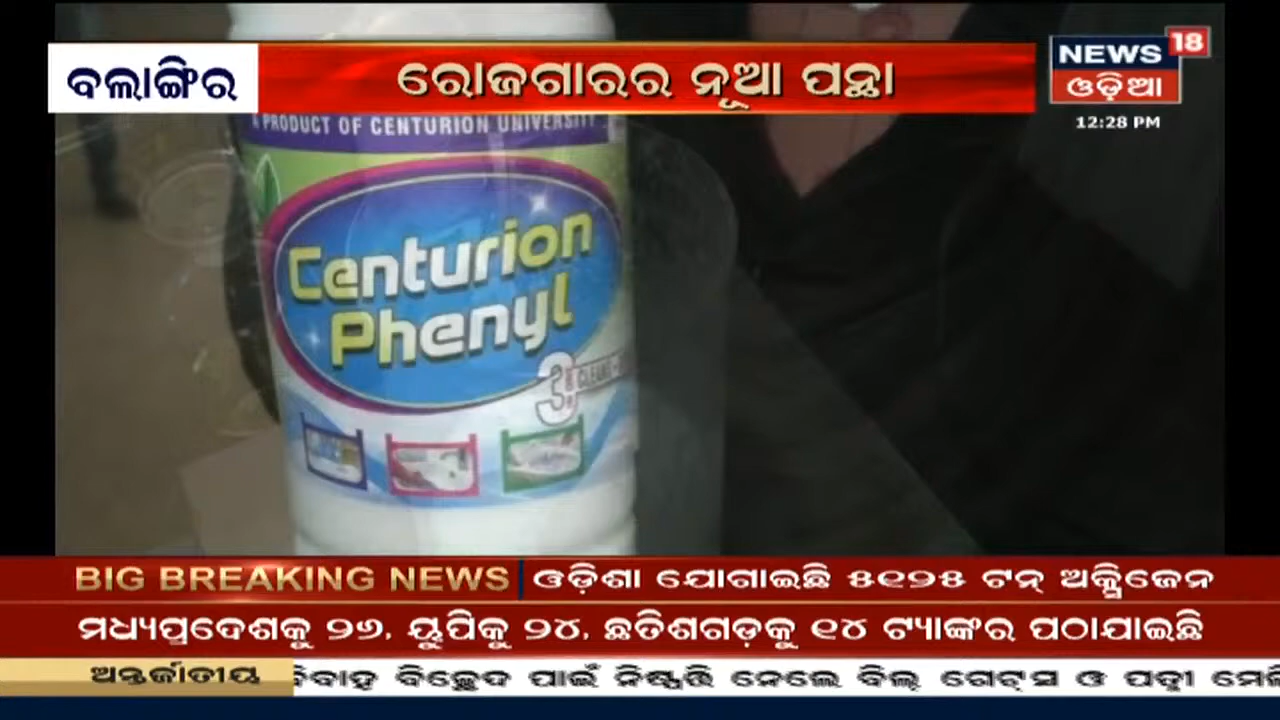 ବଲାଙ୍ଗିର
ରୋଜଗାରର ନୂଆ ପନ୍ଥା
NEWS 18
ଓଡ଼ିଆ
12:28 PM
A PRODUCT OF CENTURION UNIVERSITY
Centurion
Phenyl
3
BIG BREAKING NEWS ଓଡ଼ିଶା ଯୋଗାଇଛି ୫୧୨୫ ଟନ୍ ଅକ୍ସିଜେନ
ମଧ୍ୟପ୍ରଦେଶକୁ ୨୬, ୟୁପିକୁ ୨୪, ଛତିଶଗଡ଼କୁ ୧୪ ଟ୍ୟାଙ୍କର ପଠାଯାଇଛି
ଅନ୍ତର୍ଜାତୀୟ ବିବାହ ବିଚ୍ଛେଦ ପାଇଁ ନିଷ୍ପତ୍ତି ନେଲେ ବିଲ୍ ଗେଟ୍ସ ଓ ପତ୍ନୀ